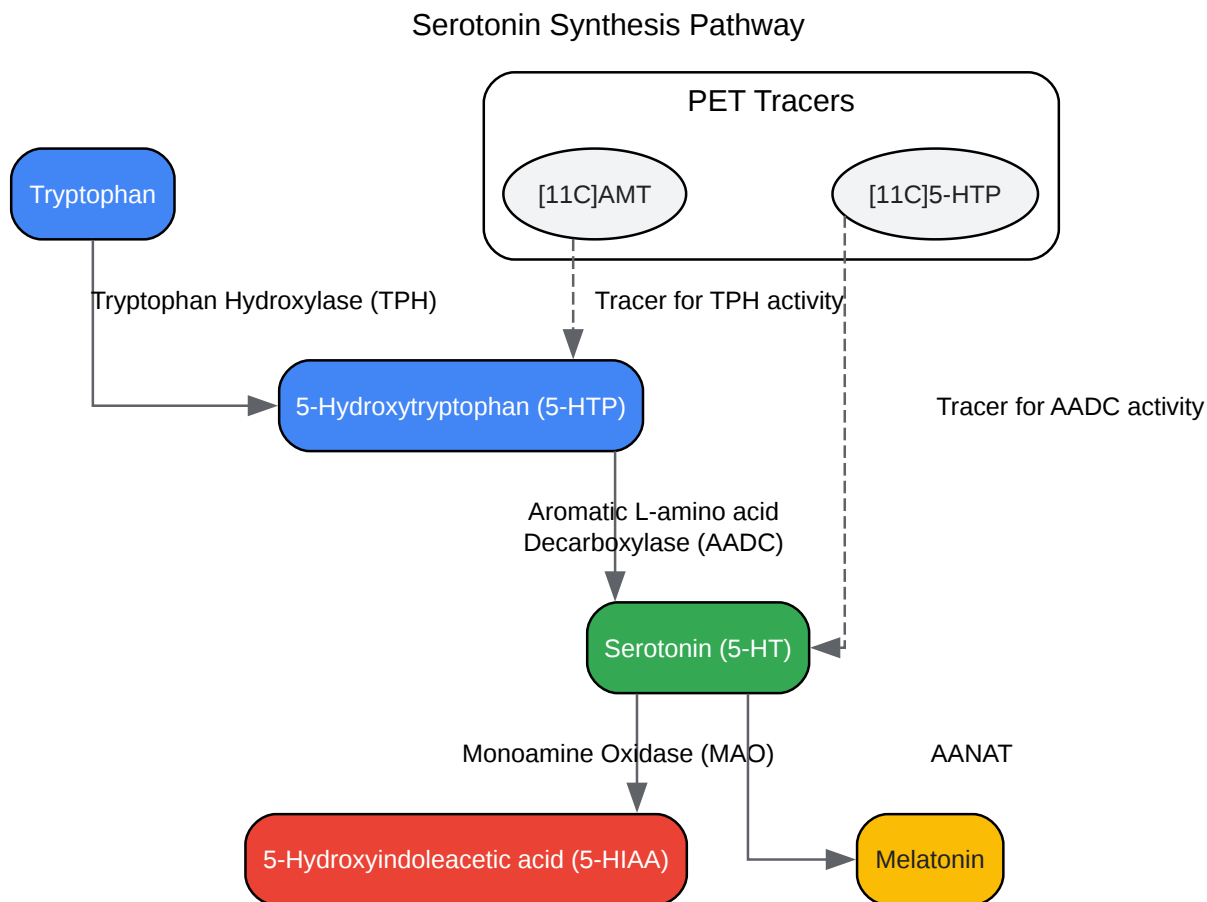 Serotonin Synthesis Pathway
PET Tracers
Tryptophan
[11C]AMT
[11C]5-HTP
Tryptophan Hydroxylase (TPH)
Tracer for TPH activity
5-Hydroxytryptophan (5-HTP)
Tracer for AADC activity
Aromatic L-amino acid
Decarboxylase (AADC)
Serotonin (5-HT)
Monoamine Oxidase (MAO)
AANAT
5-Hydroxyindoleacetic acid (5-HIAA)
Melatonin